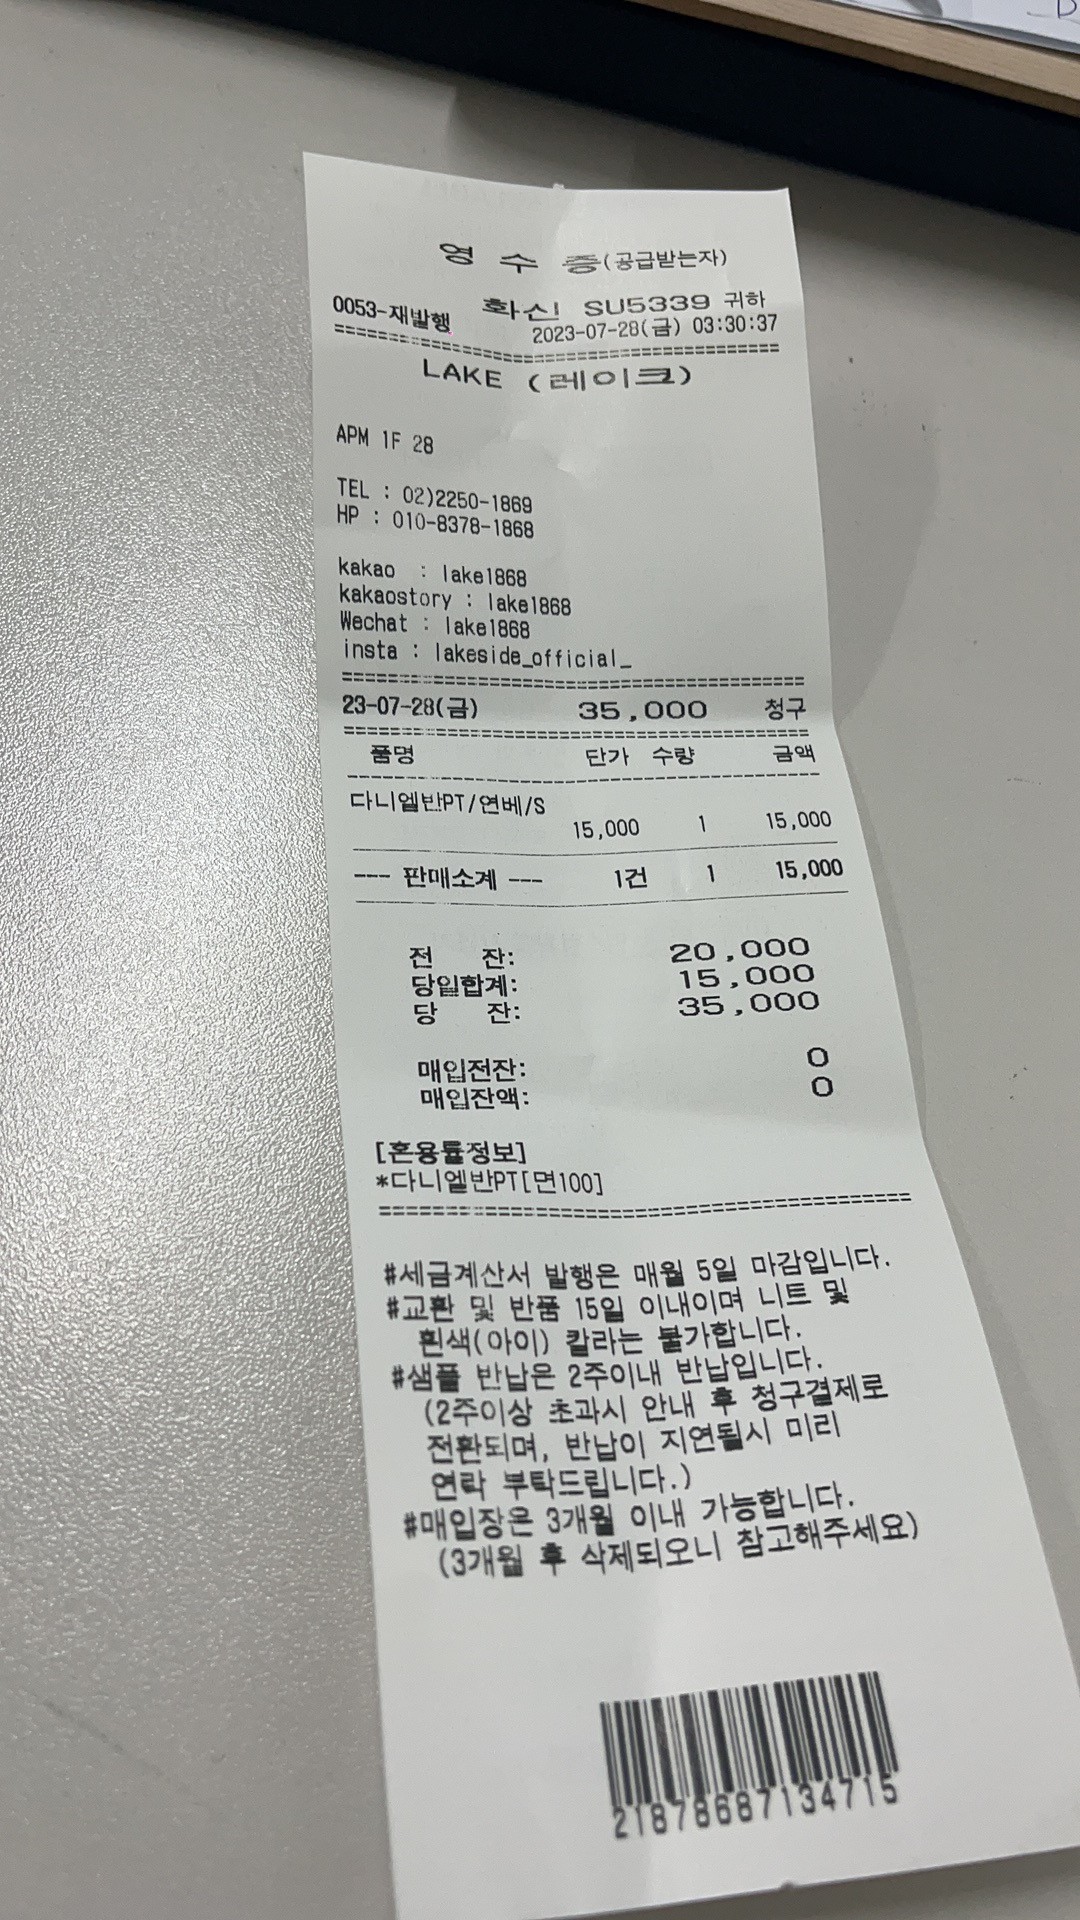 영 수 증(공급받는자)
0053-재발행 화신 SU5339 귀하
2023-07-28(금) 03:30:37
LAKE (레이크)
APM 1F 28
TEL : 02)2250-1869
HP : 010-8378-1868
kakao : lake1868
kakaostory : lake1868
Wechat : lake1868
insta : lakeside_official_
23-07-28(금) 35,000 청구
품명 단가 수량 금액
다니엘반PT/연베/S
15,000 1 15,000
--- 판매소계 --- 1건 1 15,000
전 잔: 20,000
당일합계: 15,000
당 잔: 35,000
매입전잔: 0
매입잔액: 0
[혼용률정보]
*다니엘반PT[면100]
#세금계산서 발행은 매월 5일 마감입니다.
#교환 및 반품 15일 이내이며 니트 및
흰색(아이) 칼라는 불가합니다.
#샘플 반납은 2주이내 반납입니다.
(2주이상 초과시 안내 후 청구결제로
전환되며, 반납이 지연될시 미리
연락 부탁드립니다.)
#매입장은 3개월 이내 가능합니다.
(3개월 후 삭제되오니 참고해주세요)
21878687134715